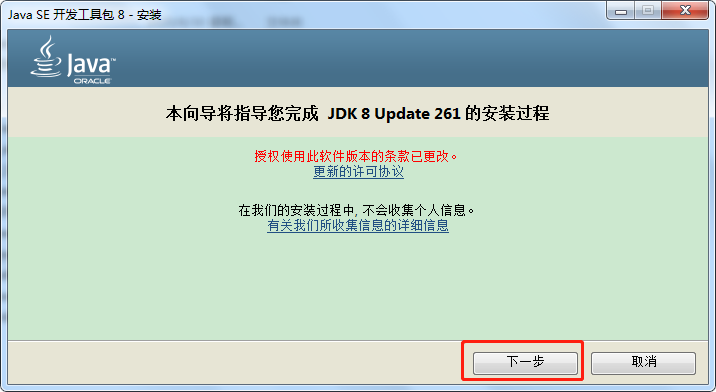 Java SE 开发工具包 8 - 安装
Java™
ORACLE
本向导将指导您完成 JDK 8 Update 261 的安装过程
授权使用此软件版本的条款已更改。
更新的许可协议
在我们的安装过程中, 不会收集个人信息。
有关我们所收集信息的详细信息
下一步 取消